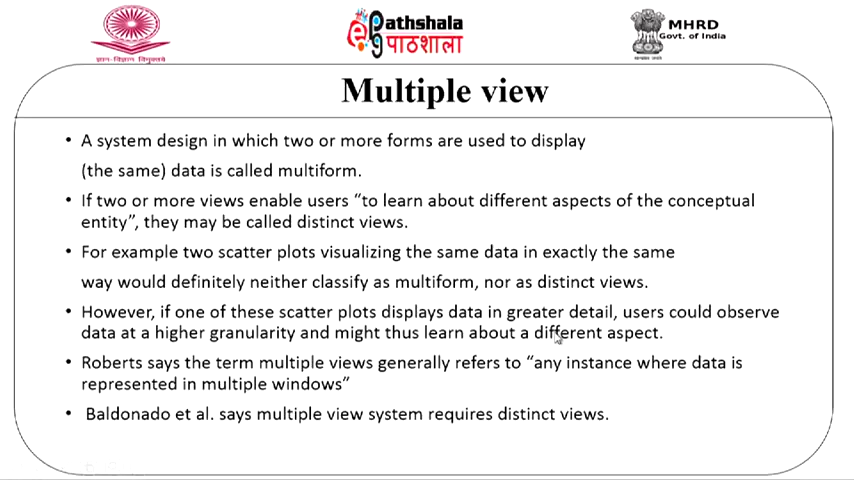 ज्ञान-विज्ञान विमुक्तये
e Pathshala
पाठशाला
MHRD
Govt. of India
सत्यमेव जयते
Multiple view
• A system design in which two or more forms are used to display
(the same) data is called multiform.
• If two or more views enable users “to learn about different aspects of the conceptual
entity”, they may be called distinct views.
• For example two scatter plots visualizing the same data in exactly the same
way would definitely neither classify as multiform, nor as distinct views.
• However, if one of these scatter plots displays data in greater detail, users could observe
data at a higher granularity and might thus learn about a different aspect.
• Roberts says the term multiple views generally refers to “any instance where data is
represented in multiple windows”
• Baldonado et al. says multiple view system requires distinct views.